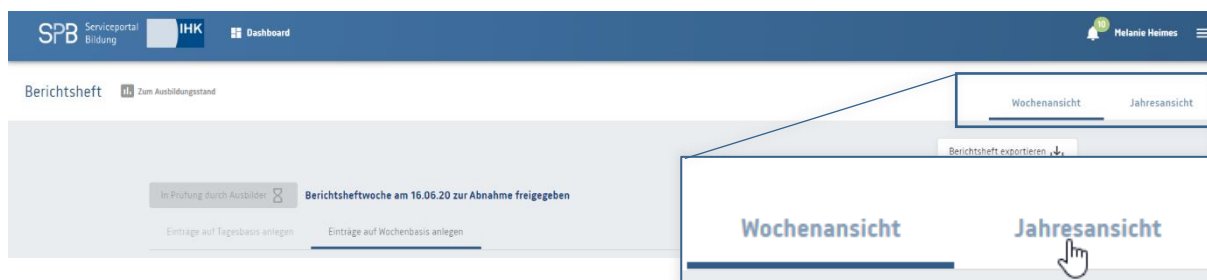 SPB Serviceportal Bildung IHK Dashboard 10 Melanie Heimes
Berichtsheft Zum Ausbildungsstand
Wochenansicht Jahresansicht
Berichtsheft exportieren
In Prüfung durch Ausbilder Berichtsheftwoche am 16.06.20 zur Abnahme freigegeben
Einträge auf Tagesbasis anlegen Einträge auf Wochenbasis anlegen
Wochenansicht Jahresansicht